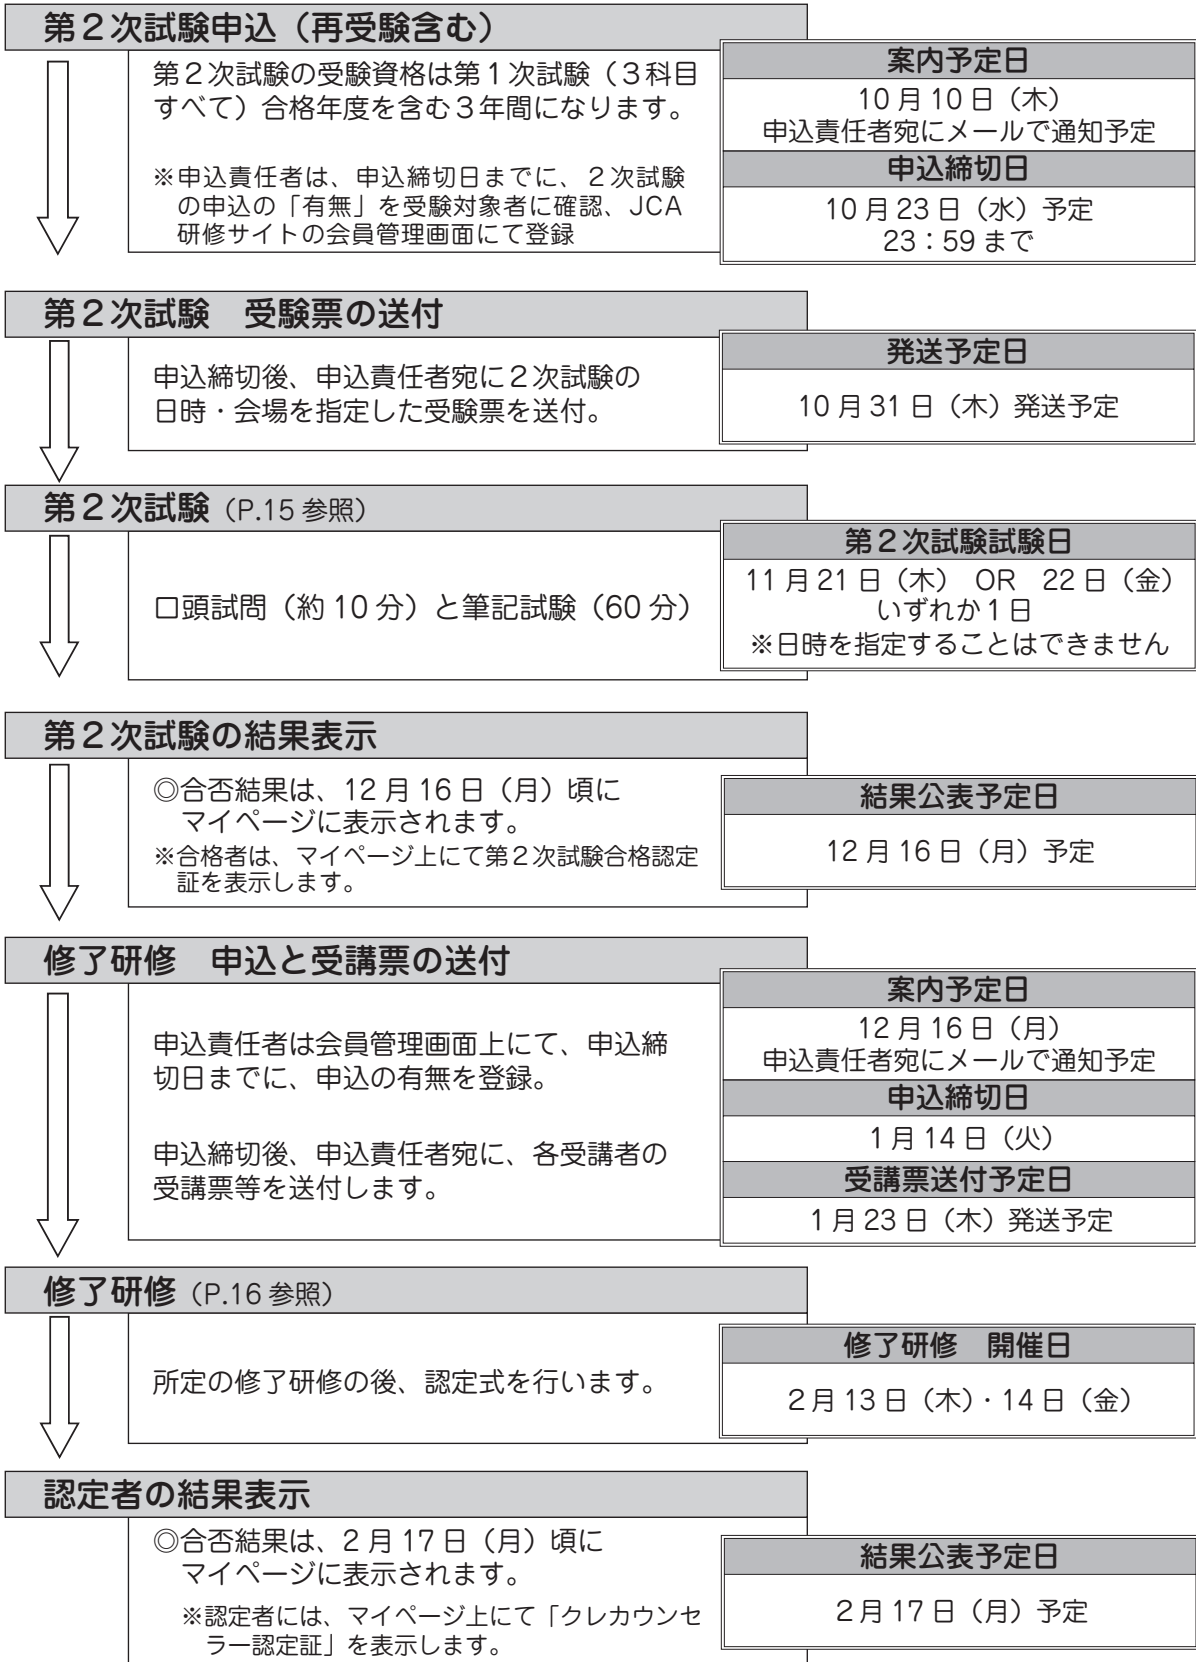 第２次試験申込（再受験含む）
第２次試験の受験資格は第１次試験（３科目
すべて）合格年度を含む３年間になります。
※申込責任者は、申込締切日までに、２次試験
の申込の「有無」を受験対象者に確認、JCA
研修サイトの会員管理画面にて登録
案内予定日
10月10日（木）
申込責任者宛にメールで通知予定
申込締切日
10月23日（水）予定
23：59まで
第２次試験　受験票の送付
申込締切後、申込責任者宛に２次試験の
日時・会場を指定した受験票を送付。
発送予定日
10月31日（木）発送予定
第２次試験（P.15参照）
口頭試問（約10分）と筆記試験（60分）
第２次試験試験日
11月21日（木）　OR　22日（金）
いずれか１日
※日時を指定することはできません
第２次試験の結果表示
◎合否結果は、12月16日（月）頃に
マイページに表示されます。
※合格者は、マイページ上にて第２次試験合格認定
証を表示します。
結果公表予定日
12月16日（月）予定
修了研修　申込と受講票の送付
申込責任者は会員管理画面上にて、申込締
切日までに、申込の有無を登録。
申込締切後、申込責任者宛に、各受講者の
受講票等を送付します。
案内予定日
12月16日（月）
申込責任者宛にメールで通知予定
申込締切日
１月14日（火）
受講票送付予定日
１月23日（木）発送予定
修了研修（P.16参照）
所定の修了研修の後、認定式を行います。
修了研修　開催日
２月13日（木）・14日（金）
認定者の結果表示
◎合否結果は、２月17日（月）頃に
マイページに表示されます。
※認定者には、マイページ上にて「クレカウンセ
ラー認定証」を表示します。
結果公表予定日
２月17日（月）予定